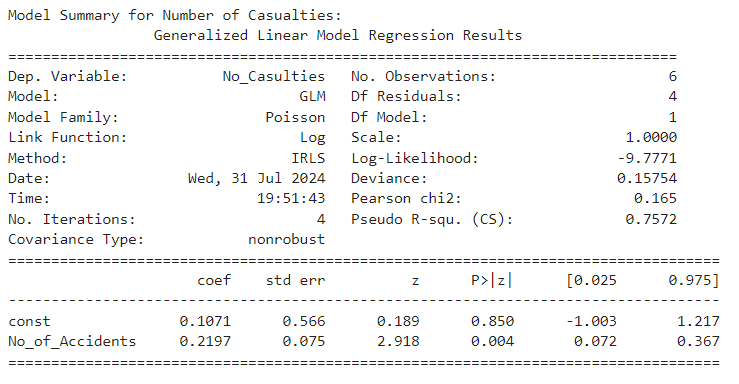 Model Summary for Number of Casualties:
Generalized Linear Model Regression Results
==============================================================================
Dep. Variable: No_Casulties No. Observations: 6
Model: GLM Df Residuals: 4
Model Family: Poisson Df Model: 1
Link Function: Log Scale: 1.0000
Method: IRLS Log-Likelihood: -9.7771
Date: Wed, 31 Jul 2024 Deviance: 0.15754
Time: 19:51:43 Pearson chi2: 0.165
No. Iterations: 4 Pseudo R-squ. (CS): 0.7572
Covariance Type: nonrobust
===================================================================================
coef std err z P>|z| [0.025 0.975]
-----------------------------------------------------------------------------------
const 0.1071 0.566 0.189 0.850 -1.003 1.217
No_of_Accidents 0.2197 0.075 2.918 0.004 0.072 0.367
===================================================================================